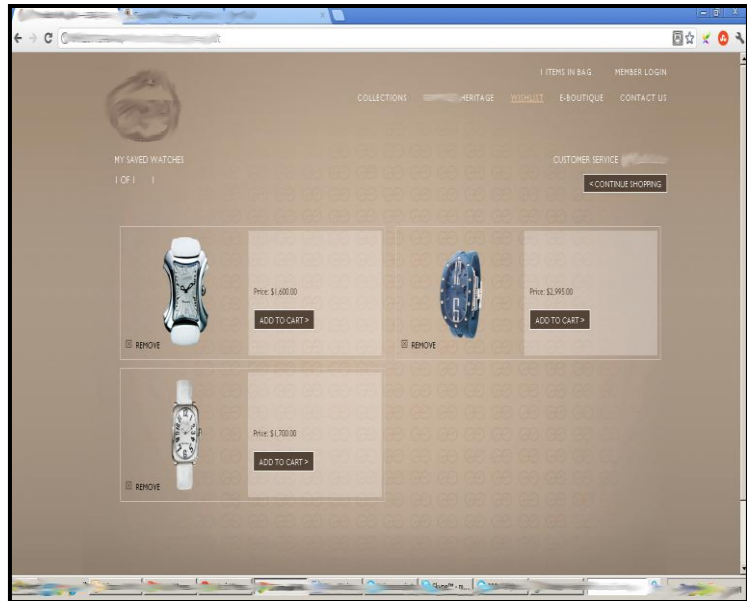 1 ITEMS IN BAG MEMBER LOGIN
COLLECTIONS HERITAGE WISHLIST E-BOUTIQUE CONTACT US
MY SAVED WATCHES
CUSTOMER SERVICE
1 OF 1 1
< CONTINUE SHOPPING
Price: $1,600.00
ADD TO CART >
REMOVE
Price: $2,995.00
ADD TO CART >
REMOVE
Price: $1,700.00
ADD TO CART >
REMOVE